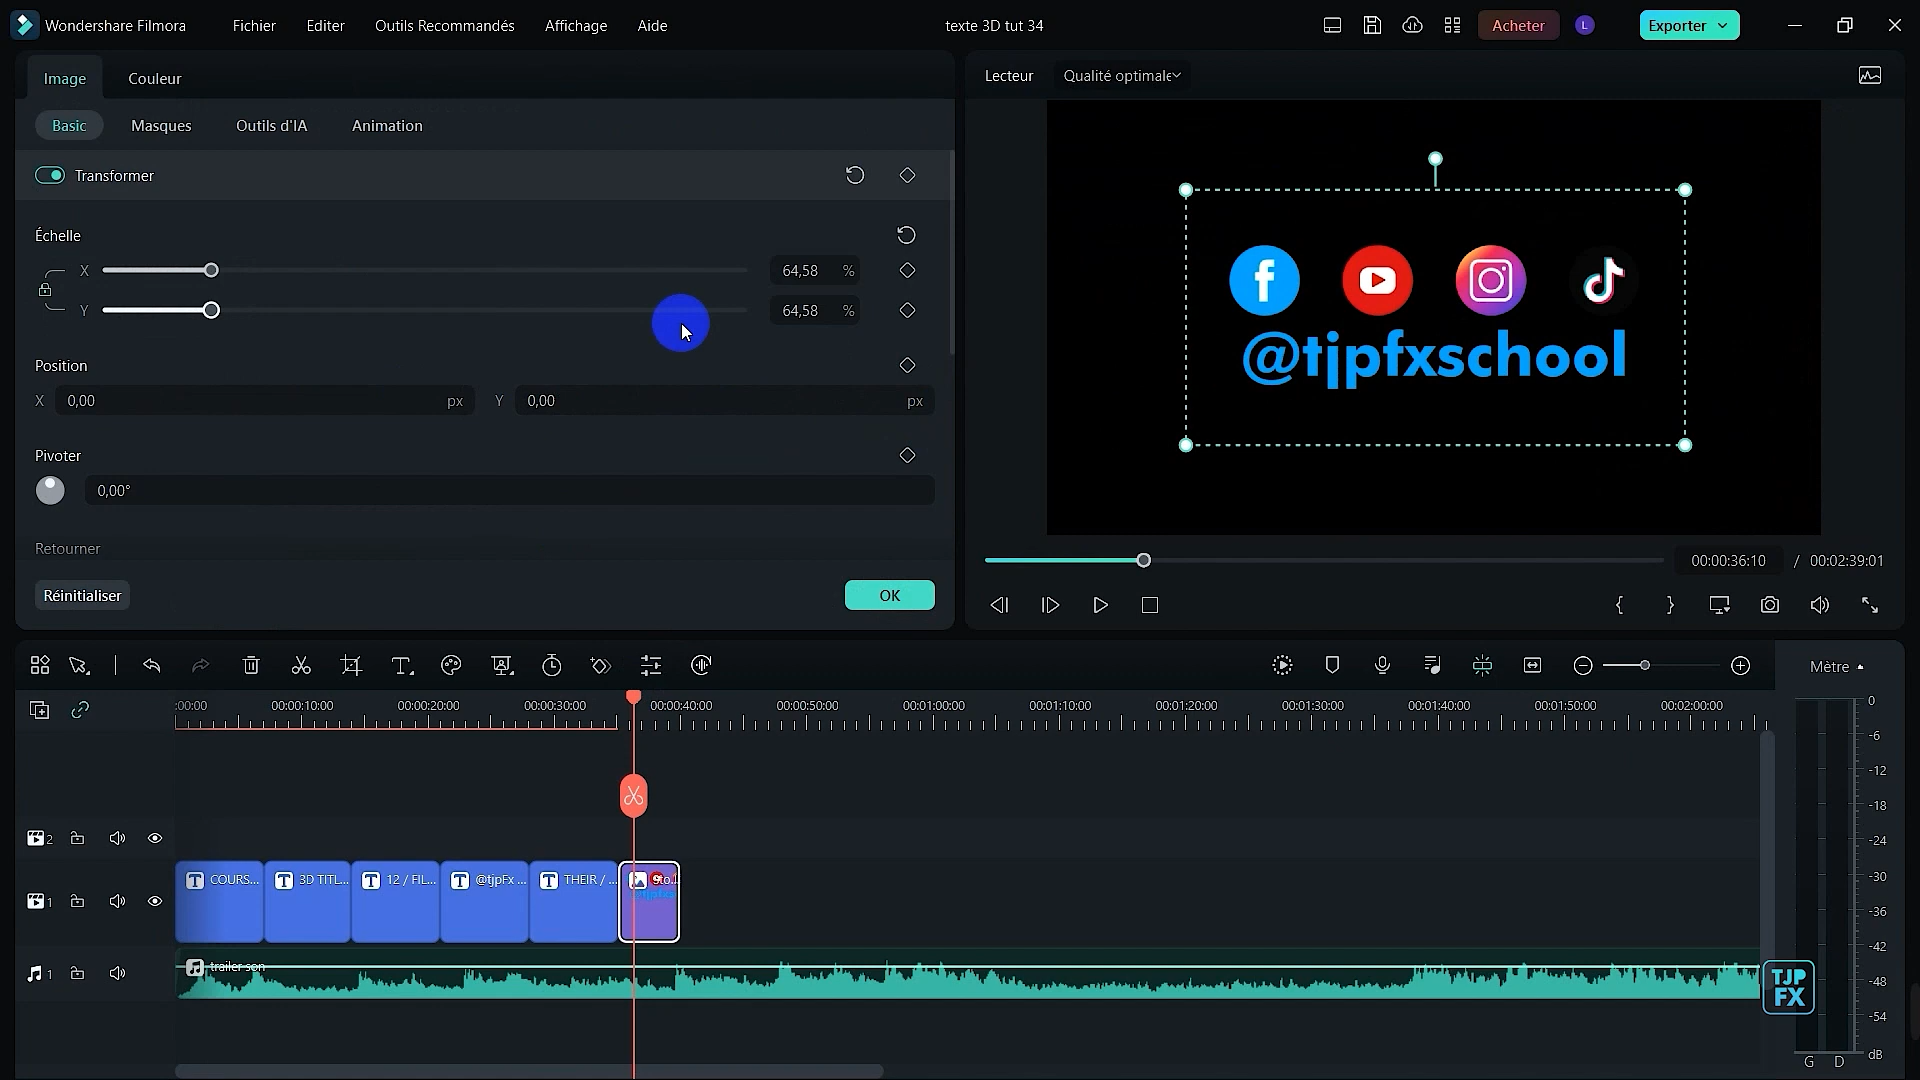 Wondershare Filmora
Fichier
Editer
Outils Recommandés
Affichage
Aide
texte 3D tut 34
Acheter
L
Exporter
Image
Couleur
Lecteur
Qualité optimale
Basic
Masques
Outils d'IA
Animation
Transformer
Échelle
X
64,58
%
Y
64,58
%
@tjpfxschool
Position
X
0,00
px
Y
0,00
px
Pivoter
0,00°
Retourner
Réinitialiser
OK
00:00:36:10
/
00:02:39:01
Mètre
:00:00
00:00:10:00
00:00:20:00
00:00:30:00
00:00:40:00
00:00:50:00
00:01:00:00
00:01:10:00
00:01:20:00
00:01:30:00
00:01:40:00
00:01:50:00
00:02:00:00
0
-6
-12
-18
-24
-30
-36
-42
-48
-54
dB
2
1
COURS...
3D TITL...
12 / FIL...
@tjpFx ...
THEIR / ...
1
trailer son
TJP
FX
G
D